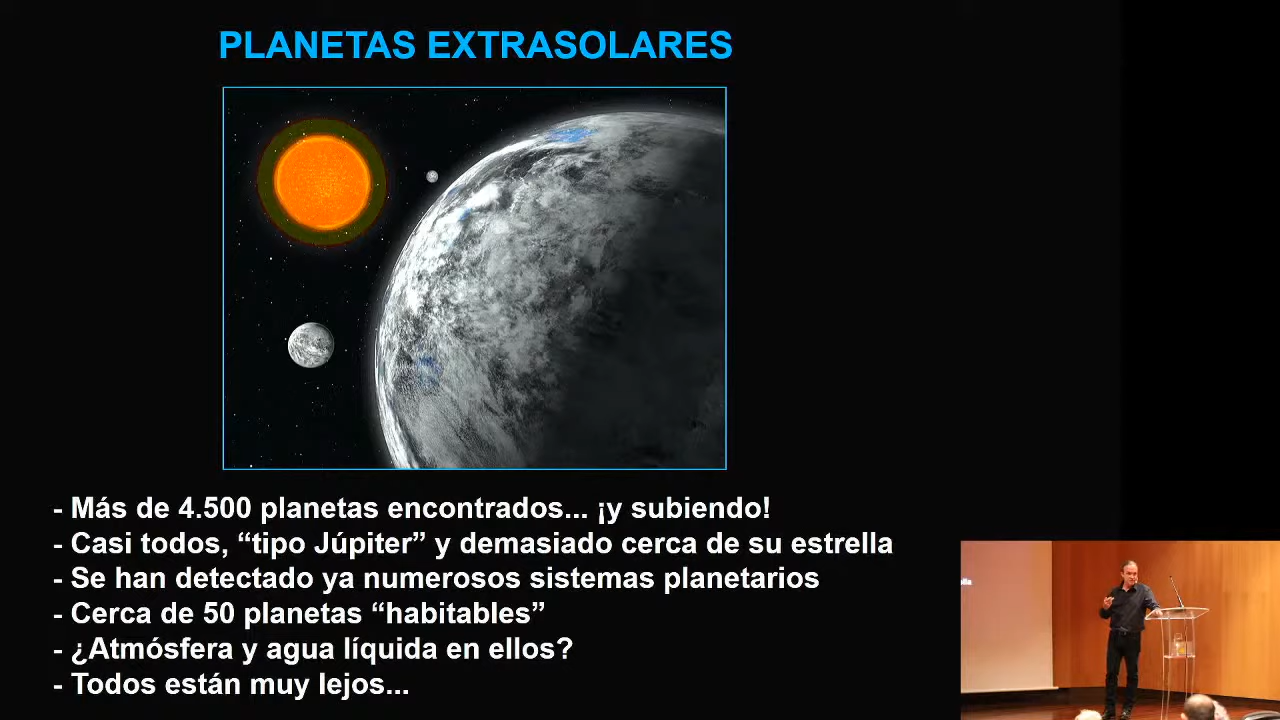 PLANETAS EXTRASOLARES
- Más de 4.500 planetas encontrados... ¡y subiendo!
- Casi todos, “tipo Júpiter” y demasiado cerca de su estrella
- Se han detectado ya numerosos sistemas planetarios
- Cerca de 50 planetas “habitables”
- ¿Atmósfera y agua líquida en ellos?
- Todos están muy lejos...